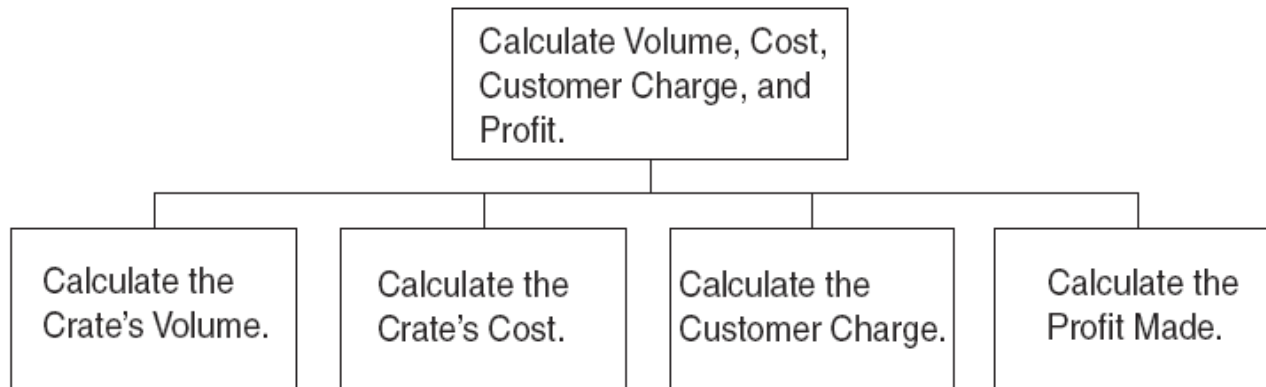 Calculate Volume, Cost,
Customer Charge, and
Profit.
Calculate the
Crate’s Volume.
Calculate the
Crate’s Cost.
Calculate the
Customer Charge.
Calculate the
Profit Made.